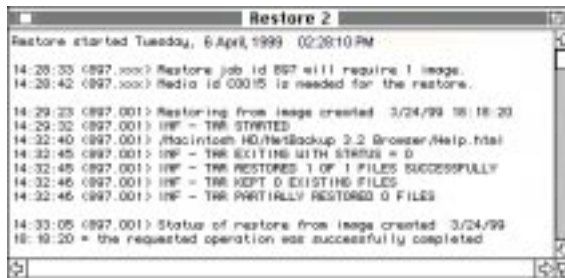 Restore 2
Restore started Tuesday, 6 April, 1999 02:28:10 PM
14:28:33 (897.xxx) Restore job id 897 will require 1 image.
14:28:42 (897.xxx) Media id C0015 is needed for the restore.
14:29:23 (897.001) Restoring from image created 3/24/99 18:18:20
14:29:32 (897.001) INF - TAR STARTED
14:32:40 (897.001) /Macintosh HD/NetBackup 3.2 Browser/Help.html
14:32:45 (897.001) INF - TAR EXITING WITH STATUS = 0
14:32:45 (897.001) INF - TAR RESTORED 1 OF 1 FILES SUCCESSFULLY
14:32:46 (897.001) INF - TAR KEPT 0 EXISTING FILES
14:32:46 (897.001) INF - TAR PARTIALLY RESTORED 0 FILES
14:33:05 (897.001) Status of restore from image created 3/24/99
18:18:20 = the requested operation was successfully completed